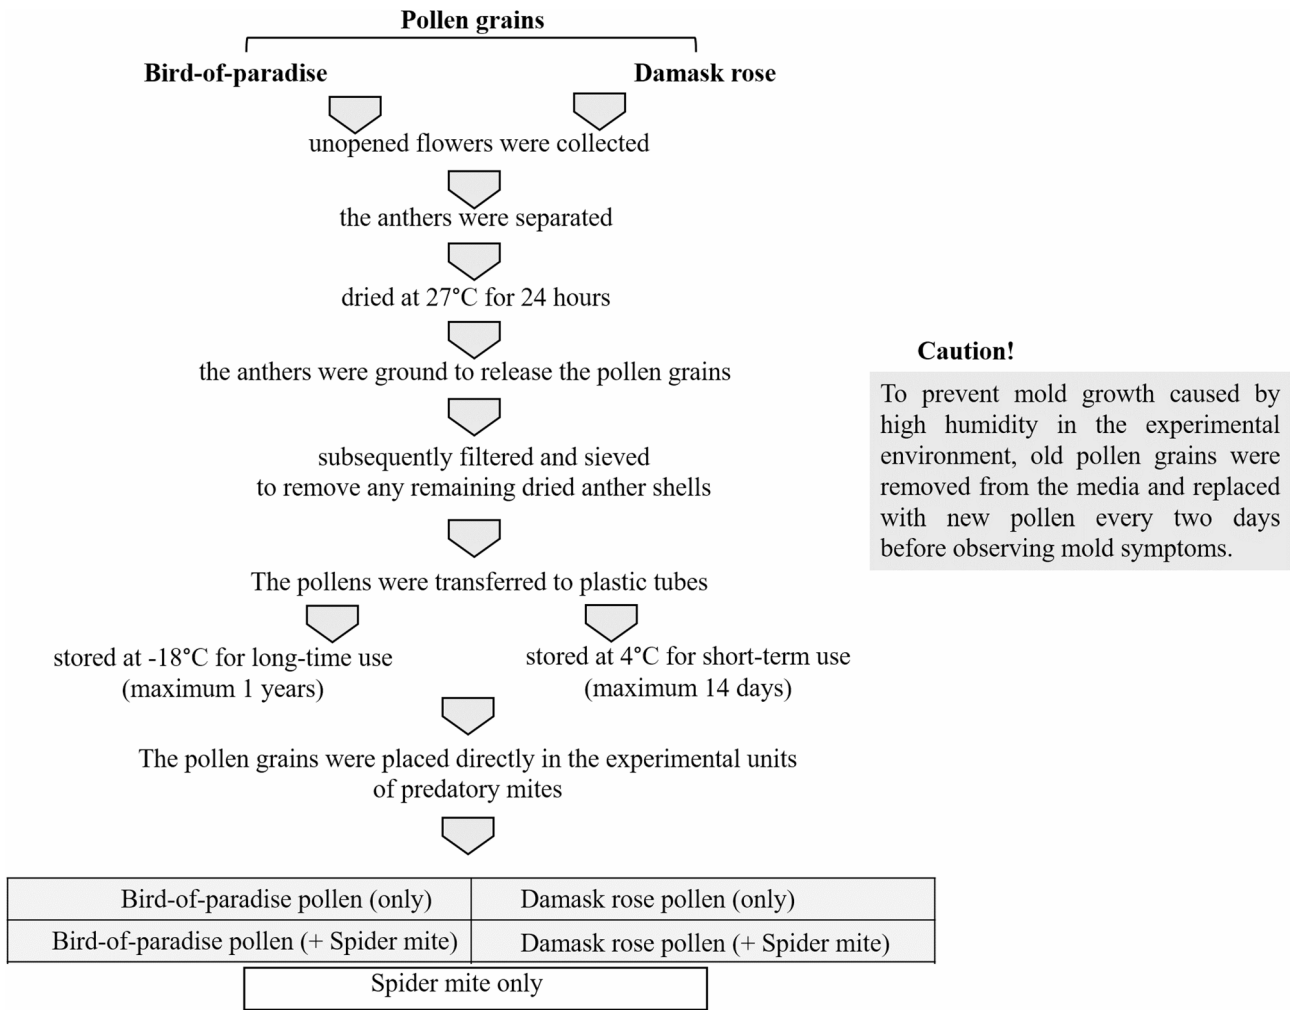 Pollen grains
Bird-of-paradise
Damask rose
unopened flowers were collected
the anthers were separated
dried at 27°C for 24 hours
the anthers were ground to release the pollen grains
subsequently filtered and sieved
to remove any remaining dried anther shells
The pollens were transferred to plastic tubes
stored at -18°C for long-time use
(maximum 1 years)
stored at 4°C for short-term use
(maximum 14 days)
The pollen grains were placed directly in the experimental units
of predatory mites
Bird-of-paradise pollen (only)
Damask rose pollen (only)
Bird-of-paradise pollen (+ Spider mite)
Damask rose pollen (+ Spider mite)
Spider mite only
Caution!
To prevent mold growth caused by
high humidity in the experimental
environment, old pollen grains were
removed from the media and replaced
with new pollen every two days
before observing mold symptoms.